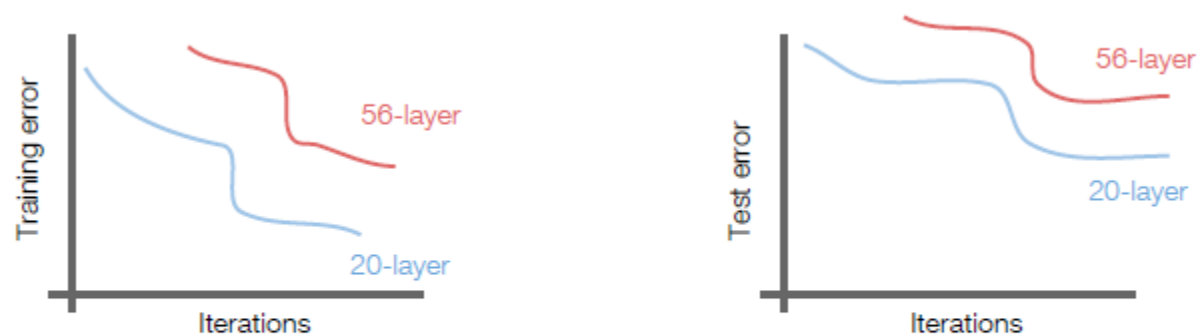 Training error
56-layer
20-layer
Iterations
Test error
56-layer
20-layer
Iterations